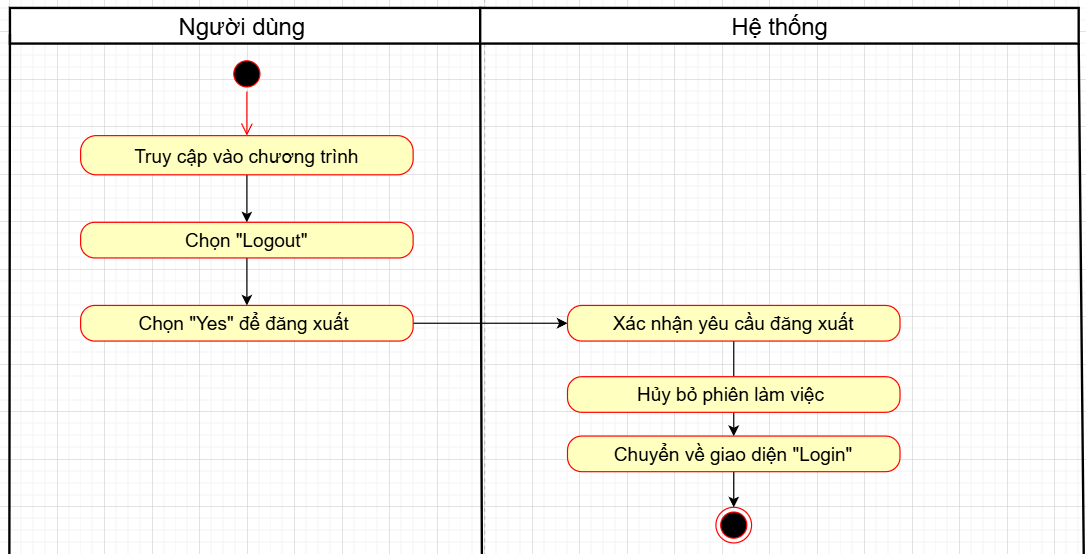 Người dùng
Hệ thống
Truy cập vào chương trình
Chọn "Logout"
Chọn "Yes" để đăng xuất
Xác nhận yêu cầu đăng xuất
Hủy bỏ phiên làm việc
Chuyển về giao diện "Login"